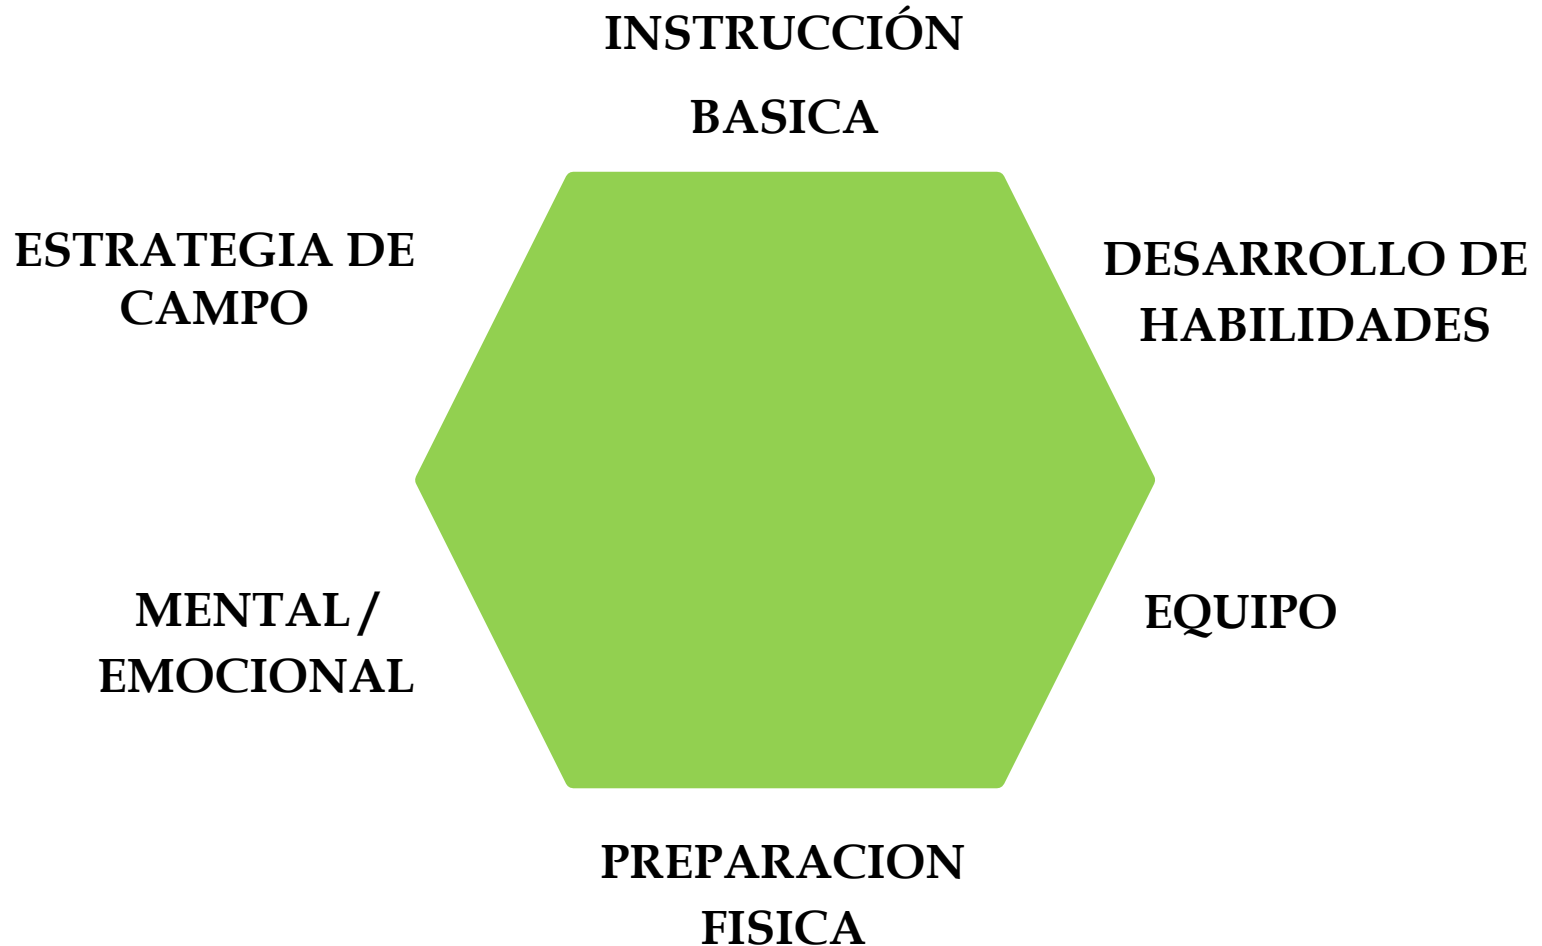 INSTRUCCIÓN
BASICA
ESTRATEGIA DE
CAMPO
DESARROLLO DE
HABILIDADES
MENTAL /
EMOCIONAL
EQUIPO
PREPARACION
FISICA